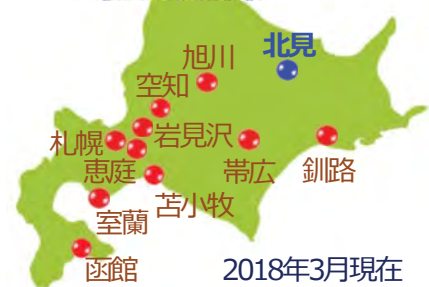 北見
旭川
空知
札幌
岩見沢
恵庭
帯広
釧路
苫小牧
室蘭
函館
2018年3月現在